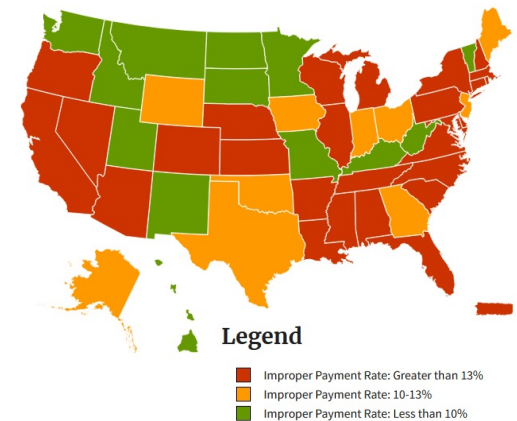 Legend
Improper Payment Rate: Greater than 13%
Improper Payment Rate: 10-13%
Improper Payment Rate: Less than 10%